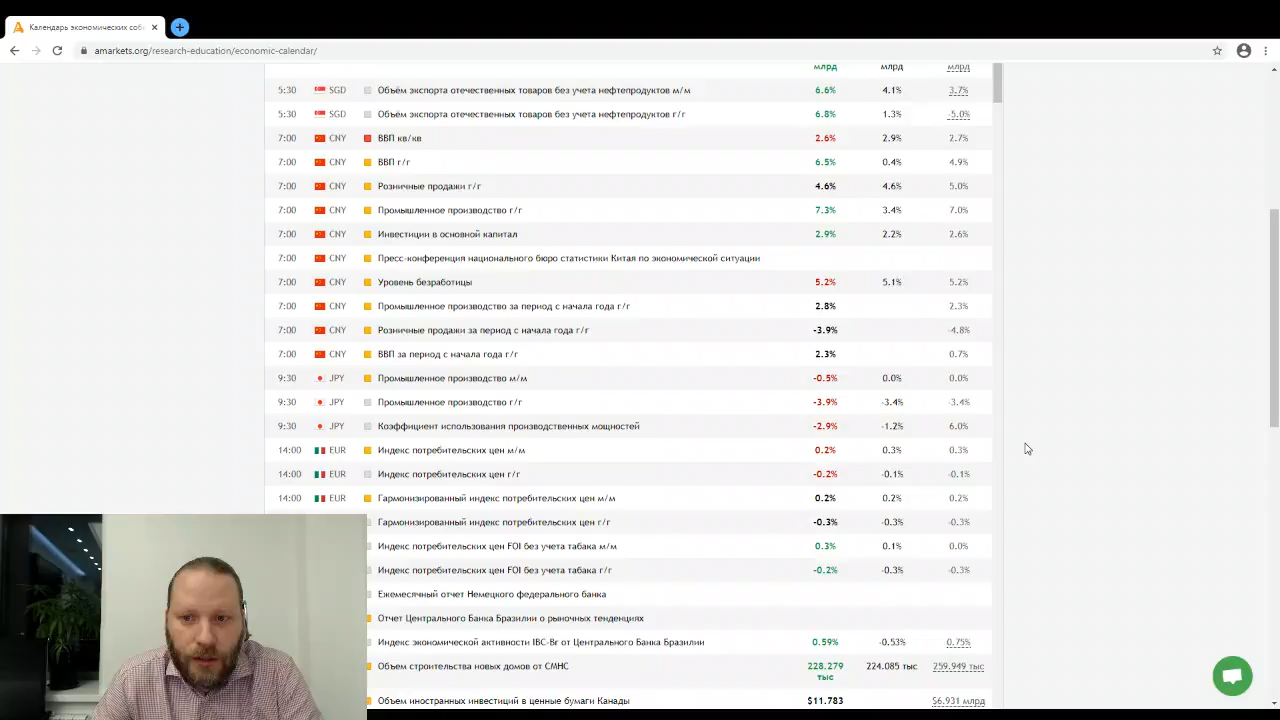 Календарь экономических соб
amarkets.org/research-education/economic-calendar/
млрд млрд млрд
5:30 SGD Объём экспорта отечественных товаров без учета нефтепродуктов м/м 6.6% 4.1% 3.7%
5:30 SGD Объём экспорта отечественных товаров без учета нефтепродуктов г/г 6.8% 1.3% -5.0%
7:00 CNY ВВП кв/кв 2.6% 2.9% 2.7%
7:00 CNY ВВП г/г 6.5% 0.4% 4.9%
7:00 CNY Розничные продажи г/г 4.6% 4.6% 5.0%
7:00 CNY Промышленное производство г/г 7.3% 3.4% 7.0%
7:00 CNY Инвестиции в основной капитал 2.9% 2.2% 2.6%
7:00 CNY Пресс-конференция национального бюро статистики Китая по экономической ситуации
7:00 CNY Уровень безработицы 5.2% 5.1% 5.2%
7:00 CNY Промышленное производство за период с начала года г/г 2.8% 2.3%
7:00 CNY Розничные продажи за период с начала года г/г -3.9% -4.8%
7:00 CNY ВВП за период с начала года г/г 2.3% 0.7%
9:30 JPY Промышленное производство м/м -0.5% 0.0% 0.0%
9:30 JPY Промышленное производство г/г -3.9% -3.4% -3.4%
9:30 JPY Коэффициент использования производственных мощностей -2.9% -1.2% 6.0%
14:00 EUR Индекс потребительских цен м/м 0.2% 0.3% 0.3%
14:00 EUR Индекс потребительских цен г/г -0.2% -0.1% -0.1%
14:00 EUR Гармонизированный индекс потребительских цен м/м 0.2% 0.2% 0.2%
Гармонизированный индекс потребительских цен г/г -0.3% -0.3% -0.3%
Индекс потребительских цен FOI без учета табака м/м 0.3% 0.1% 0.0%
Индекс потребительских цен FOI без учета табака г/г -0.2% -0.3% -0.3%
Ежемесячный отчет Немецкого федерального банка
Отчет Центрального Банка Бразилии о рыночных тенденциях
Индекс экономической активности IBC-Br от Центрального Банка Бразилии 0.59% -0.53% 0.75%
Объем строительства новых домов от CMHC 228.279 224.085 тыс 259.949 тыс
тыс
Объем иностранных инвестиций в ценные бумаги Канады $11.783 $6.931 млрд